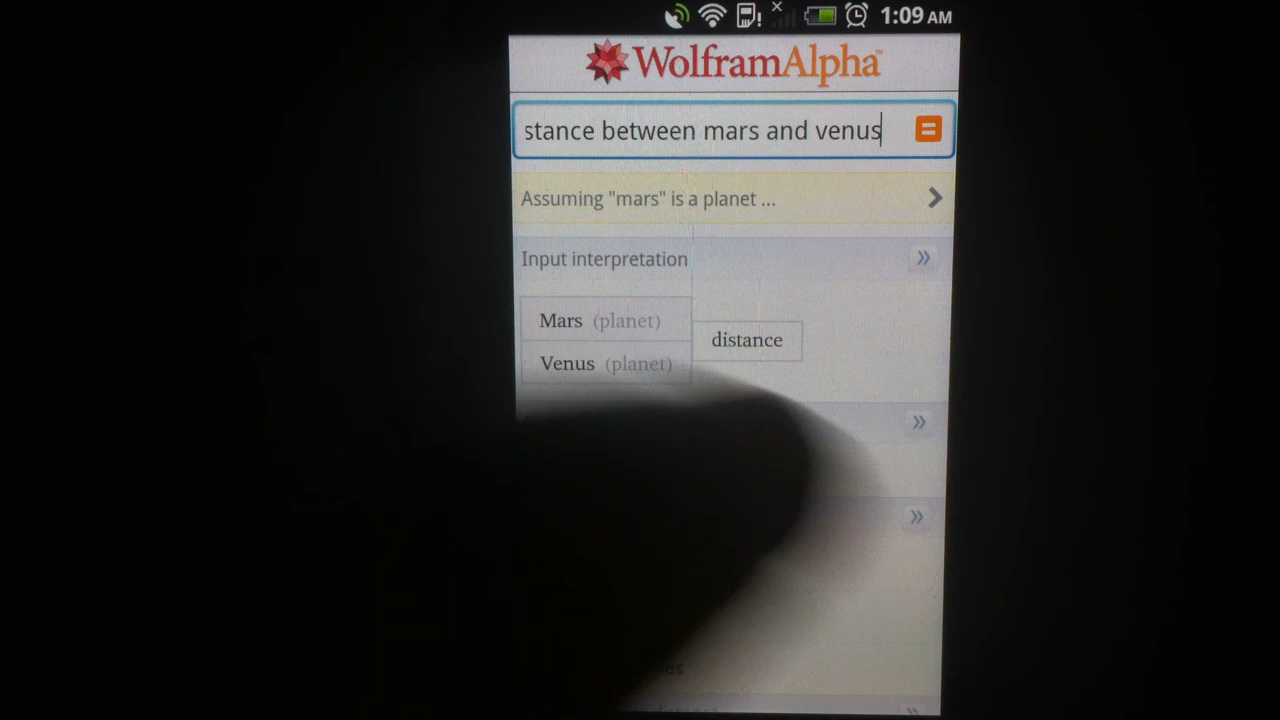 1:09 AM
WolframAlpha™
stance between mars and venus
Assuming "mars" is a planet ...
Input interpretation
Mars (planet)
distance
Venus (planet)